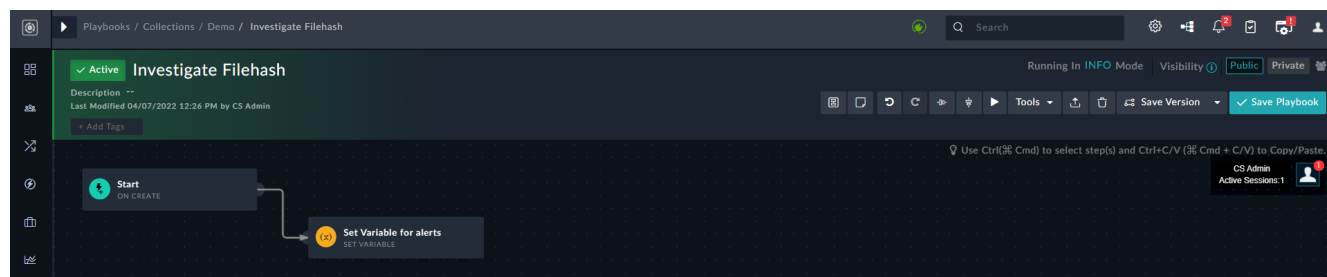 Playbooks / Collections / Demo / Investigate Filehash
Search
2
!
✓ Active Investigate Filehash
Running In INFO Mode Visibility ⓘ Public Private
Description --
Last Modified 04/07/2022 12:26 PM by CS Admin
Tools Save Version ✓ Save Playbook
+ Add Tags
Use Ctrl(⌘ Cmd) to select step(s) and Ctrl+C/V (⌘ Cmd + C/V) to Copy/Paste.
CS Admin
Active Sessions:1
1
Start
ON CREATE
(x) Set Variable for alerts
SET VARIABLE